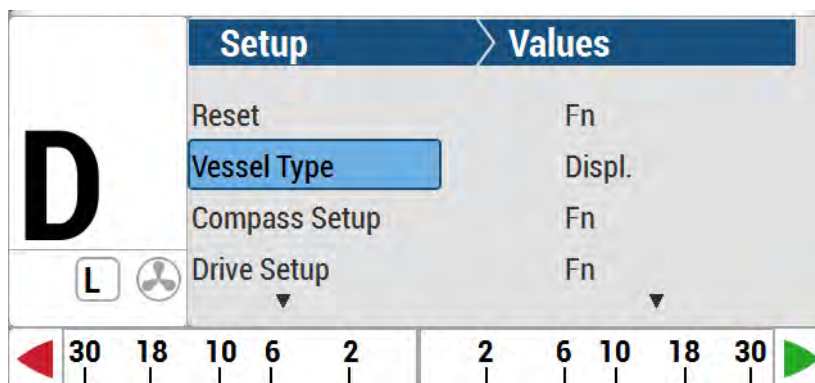 Setup Values
Reset Fn
Vessel Type Displ.
D
Compass Setup Fn
L Drive Setup Fn
30 18 10 6 2 2 6 10 18 30